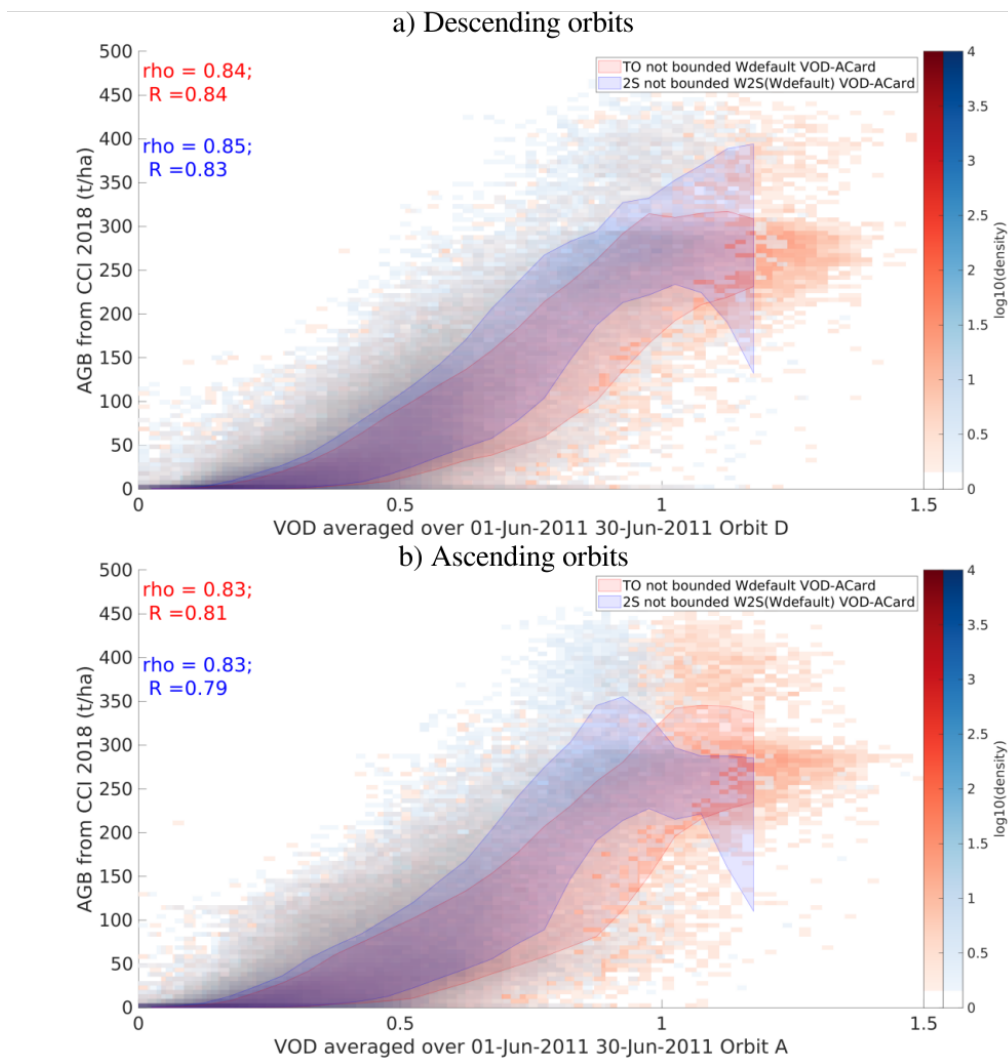 a) Descending orbits
500
450
400
350
300
250
200
150
100
50
0
AGB from CCI 2018 (t/ha)
rho = 0.84;
R =0.84
rho = 0.85;
R =0.83
TO not bounded Wdefault VOD-ACard
2S not bounded W2S(Wdefault) VOD-ACard
0
0.5
1
1.5
VOD averaged over 01-Jun-2011 30-Jun-2011 Orbit D
4
3.5
3
2.5
2
1.5
1
0.5
0
log10(density)
b) Ascending orbits
500
450
400
350
300
250
200
150
100
50
0
AGB from CCI 2018 (t/ha)
rho = 0.83;
R =0.81
rho = 0.83;
R =0.79
TO not bounded Wdefault VOD-ACard
2S not bounded W2S(Wdefault) VOD-ACard
0
0.5
1
1.5
VOD averaged over 01-Jun-2011 30-Jun-2011 Orbit A
4
3.5
3
2.5
2
1.5
1
0.5
0
log10(density)